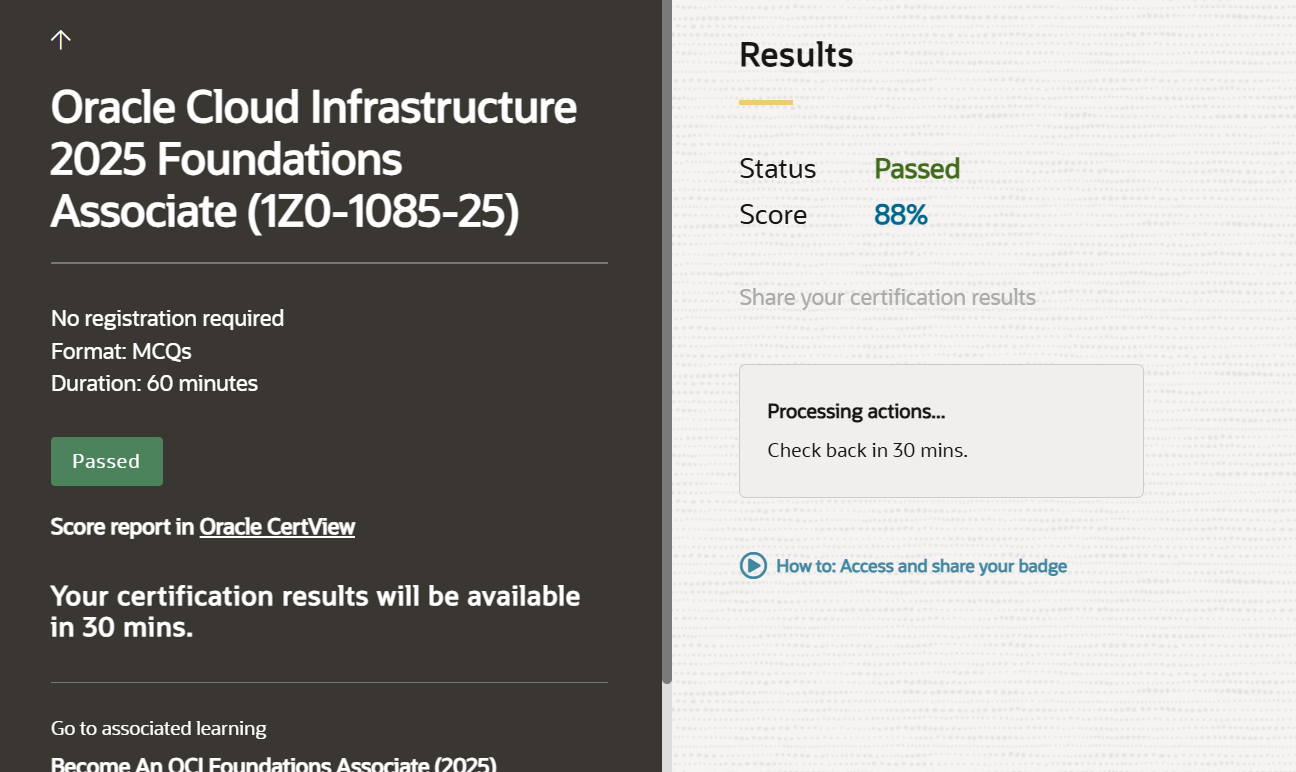 Oracle Cloud Infrastructure
2025 Foundations
Associate (1Z0-1085-25)
No registration required
Format: MCQs
Duration: 60 minutes
Passed
Score report in Oracle CertView
Your certification results will be available
in 30 mins.
Go to associated learning
Become An OCI Foundations Associate (2025)
Results
Status Passed
Score 88%
Share your certification results
Processing actions...
Check back in 30 mins.
How to: Access and share your badge